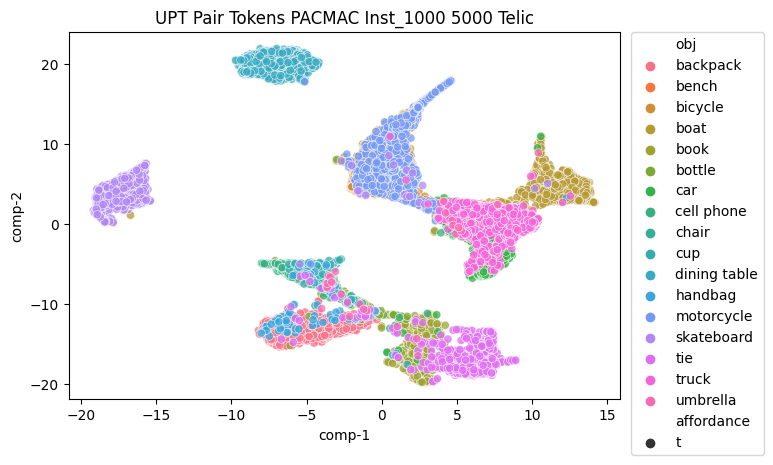 UPT Pair Tokens PACMAC Inst_1000 5000 Telic
comp-2
20
10
0
−10
−20
−20
−15
−10
−5
0
5
10
15
comp-1
obj
backpack
bench
bicycle
boat
book
bottle
car
cell phone
chair
cup
dining table
handbag
motorcycle
skateboard
tie
truck
umbrella
affordance
t